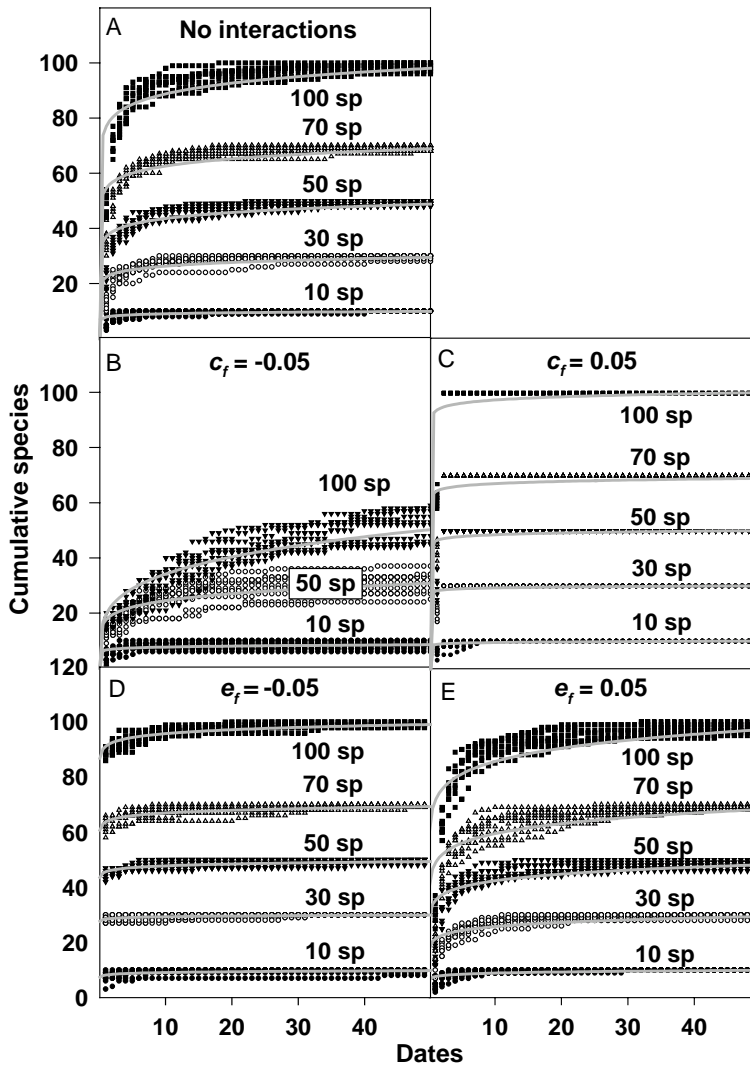 A
No interactions
100
80
60
40
20
100 sp
70 sp
50 sp
30 sp
10 sp
B
c_f = -0.05
100
80
60
40
20
120
100 sp
50 sp
10 sp
C
c_f = 0.05
100 sp
70 sp
50 sp
30 sp
10 sp
Cumulative species
D
e_f = -0.05
100
80
60
40
20
0
100 sp
70 sp
50 sp
30 sp
10 sp
10 20 30 40
E
e_f = 0.05
100 sp
70 sp
50 sp
30 sp
10 sp
10 20 30 40
Dates